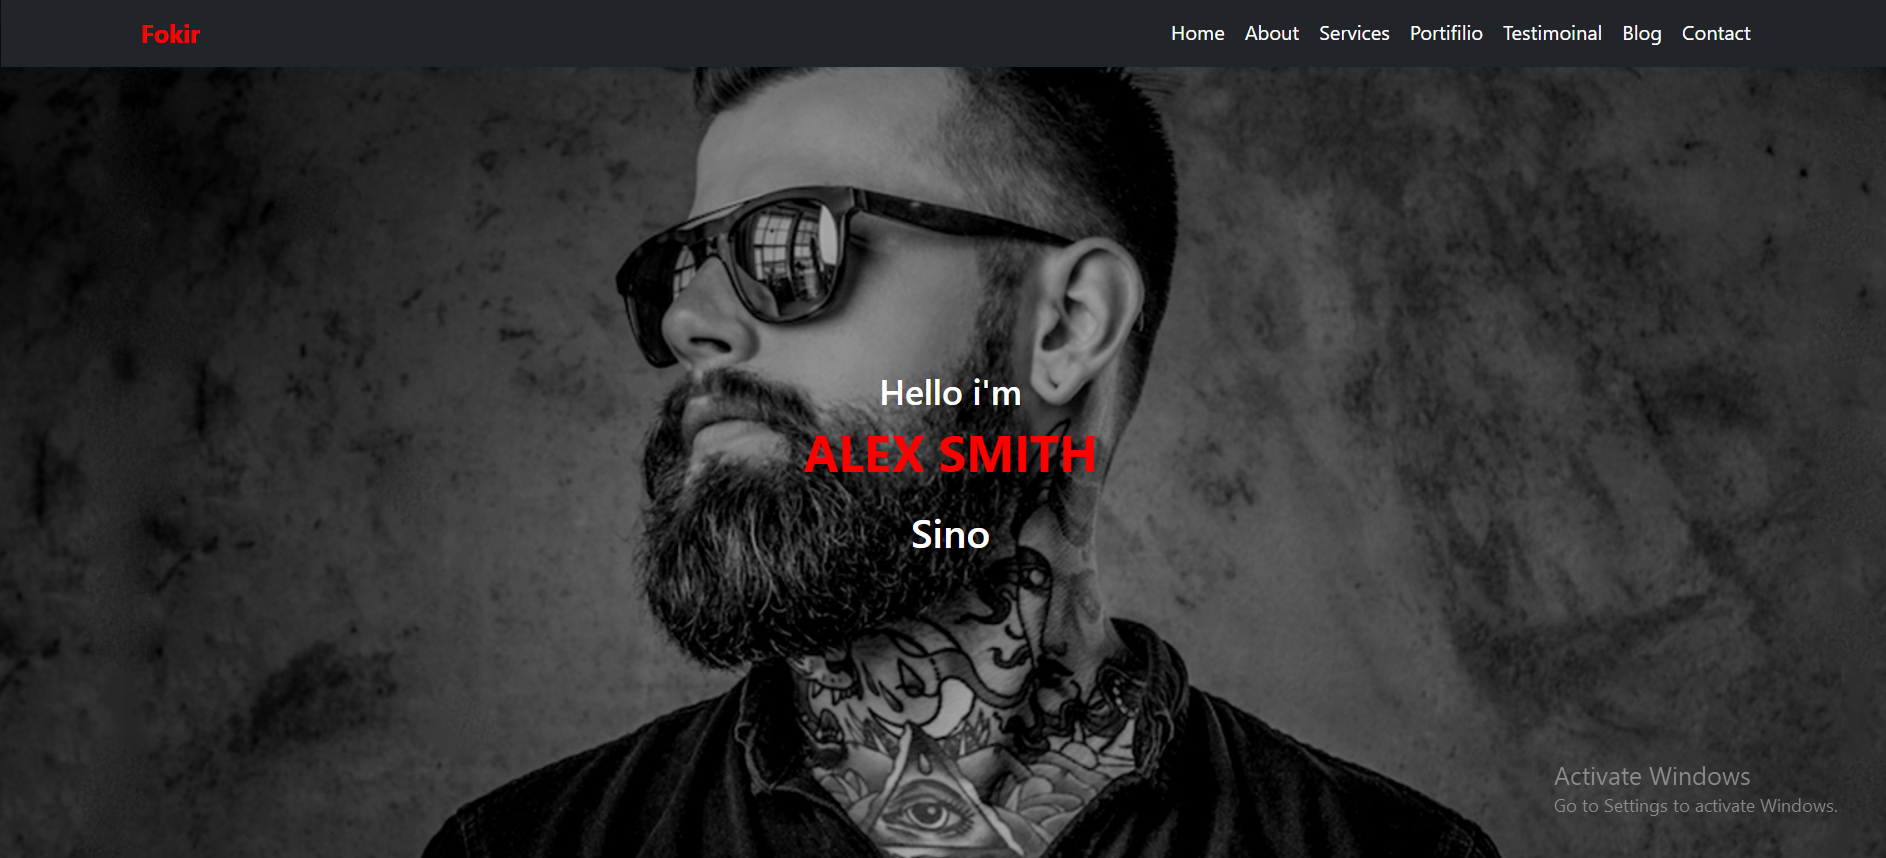 Fokir
Home About Services Portifilio Testimoinal Blog Contact
Hello i'm
ALEX SMITH
Sino
Activate Windows
Go to Settings to activate Windows.